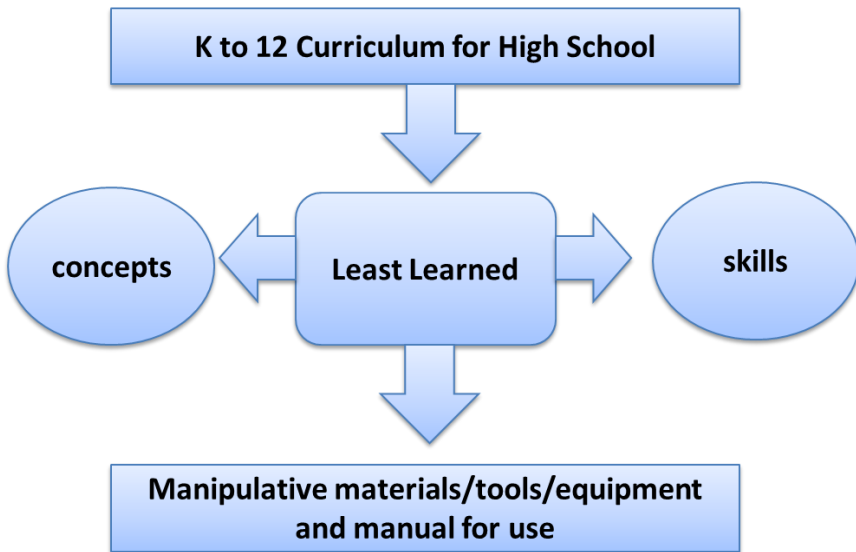 K to 12 Curriculum for High School
concepts
Least Learned
skills
Manipulative materials/tools/equipment
and manual for use